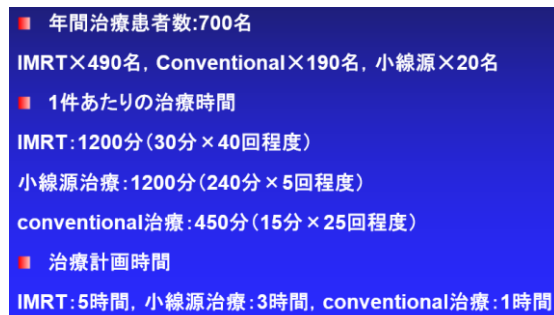 年間治療患者数:700名
IMRT×490名, Conventional×190名, 小線源×20名
1件あたりの治療時間
IMRT:1200分(30分×40回程度)
小線源治療:1200分(240分×5回程度)
conventional治療:450分(15分×25回程度)
治療計画時間
IMRT:5時間, 小線源治療:3時間, conventional治療:1時間